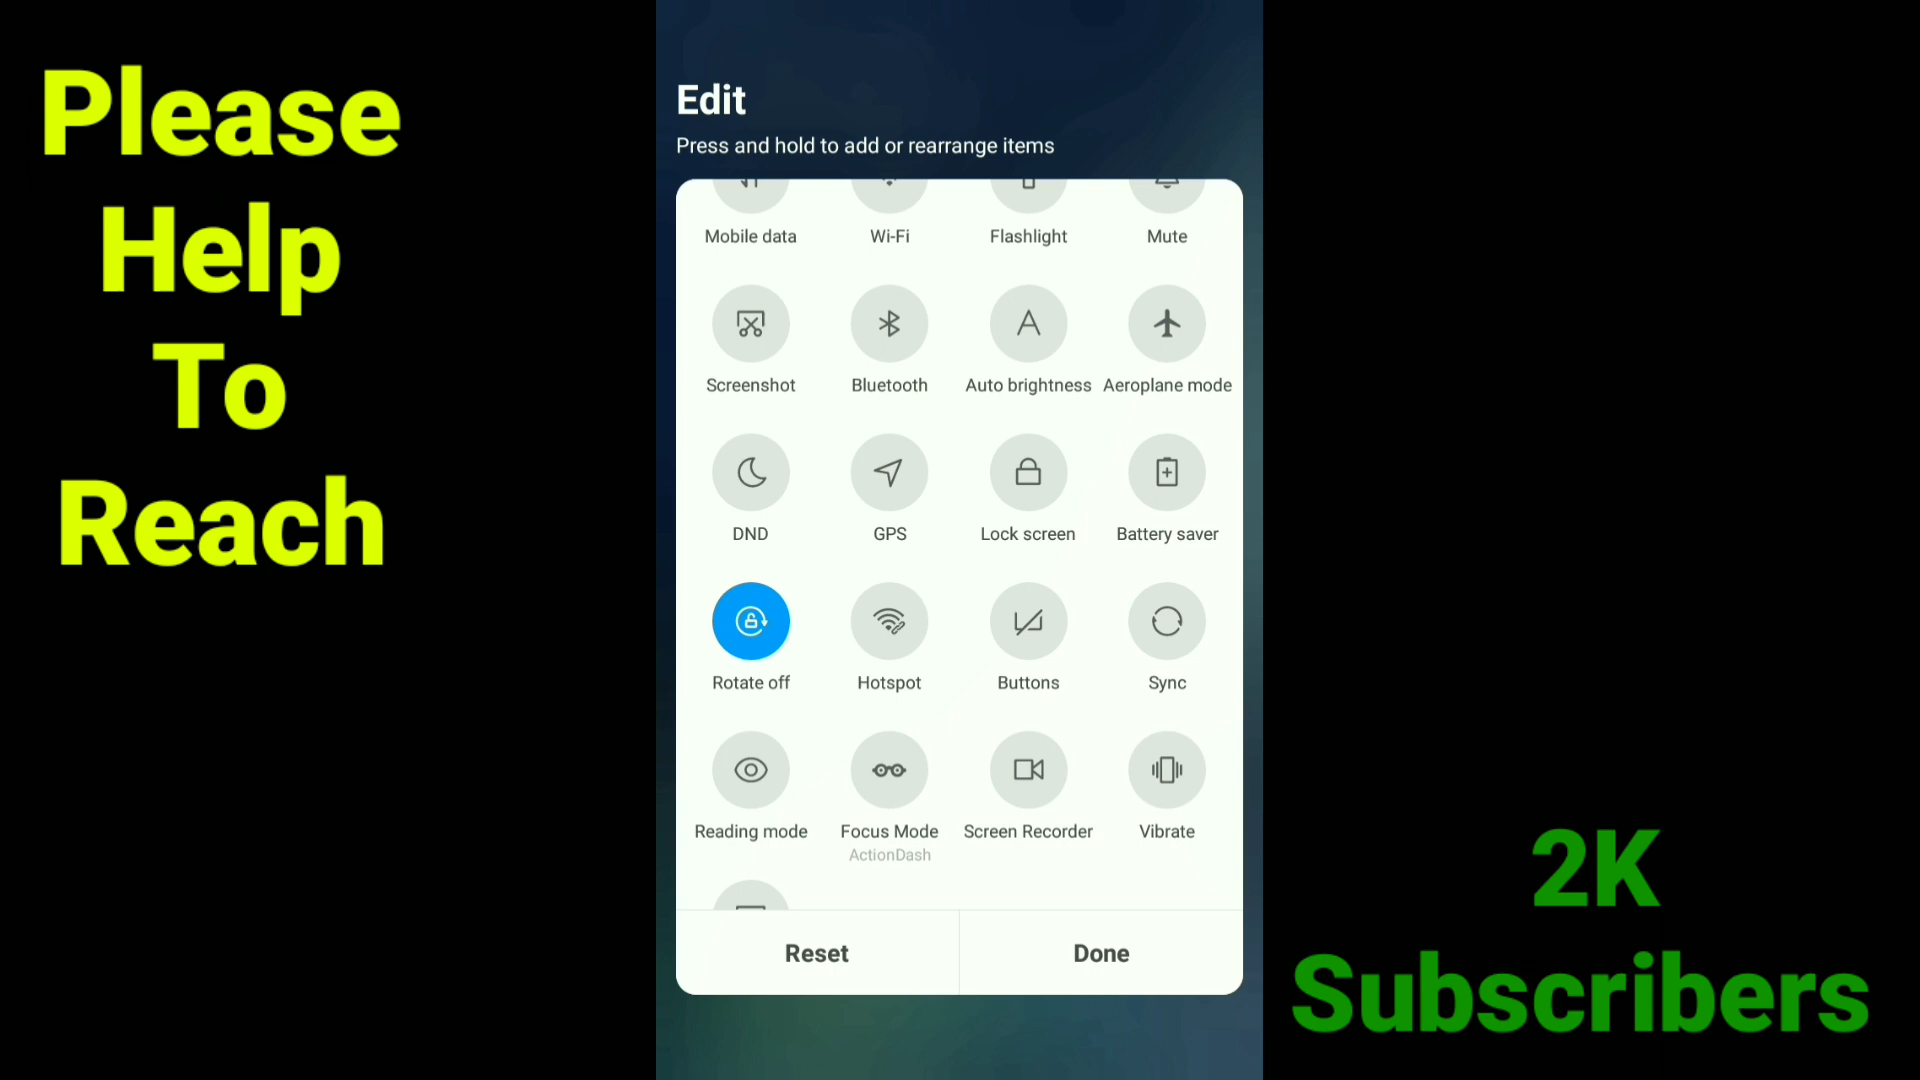 Please
Help
To
Reach
Edit
Press and hold to add or rearrange items
Mobile data Wi-Fi Flashlight Mute
Screenshot Bluetooth Auto brightness Aeroplane mode
DND GPS Lock screen Battery saver
Rotate off Hotspot Buttons Sync
Reading mode Focus Mode Screen Recorder Vibrate
ActionDash
Reset Done
2K
Subscribers